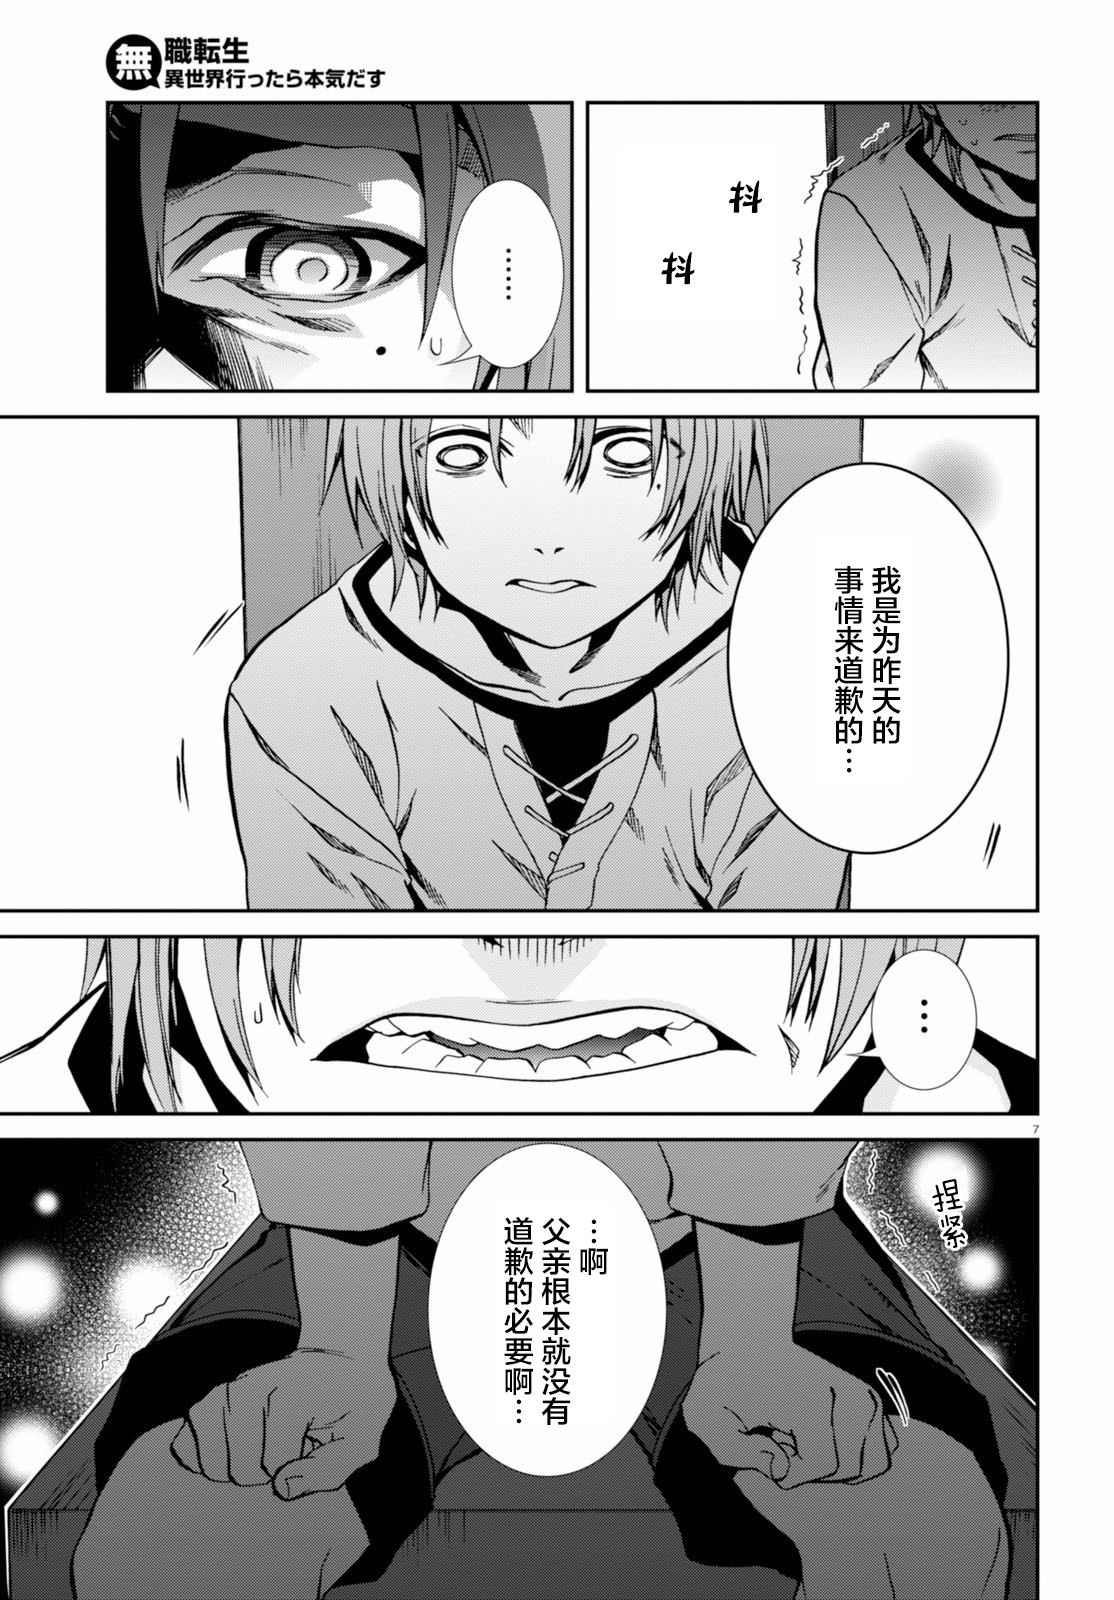 無職転生
異世界行ったら本気だす
抖
抖
……
我是为昨天的
事情来道歉的…
…
7
捏紧
…啊
父亲根本就没有
道歉的必要啊…